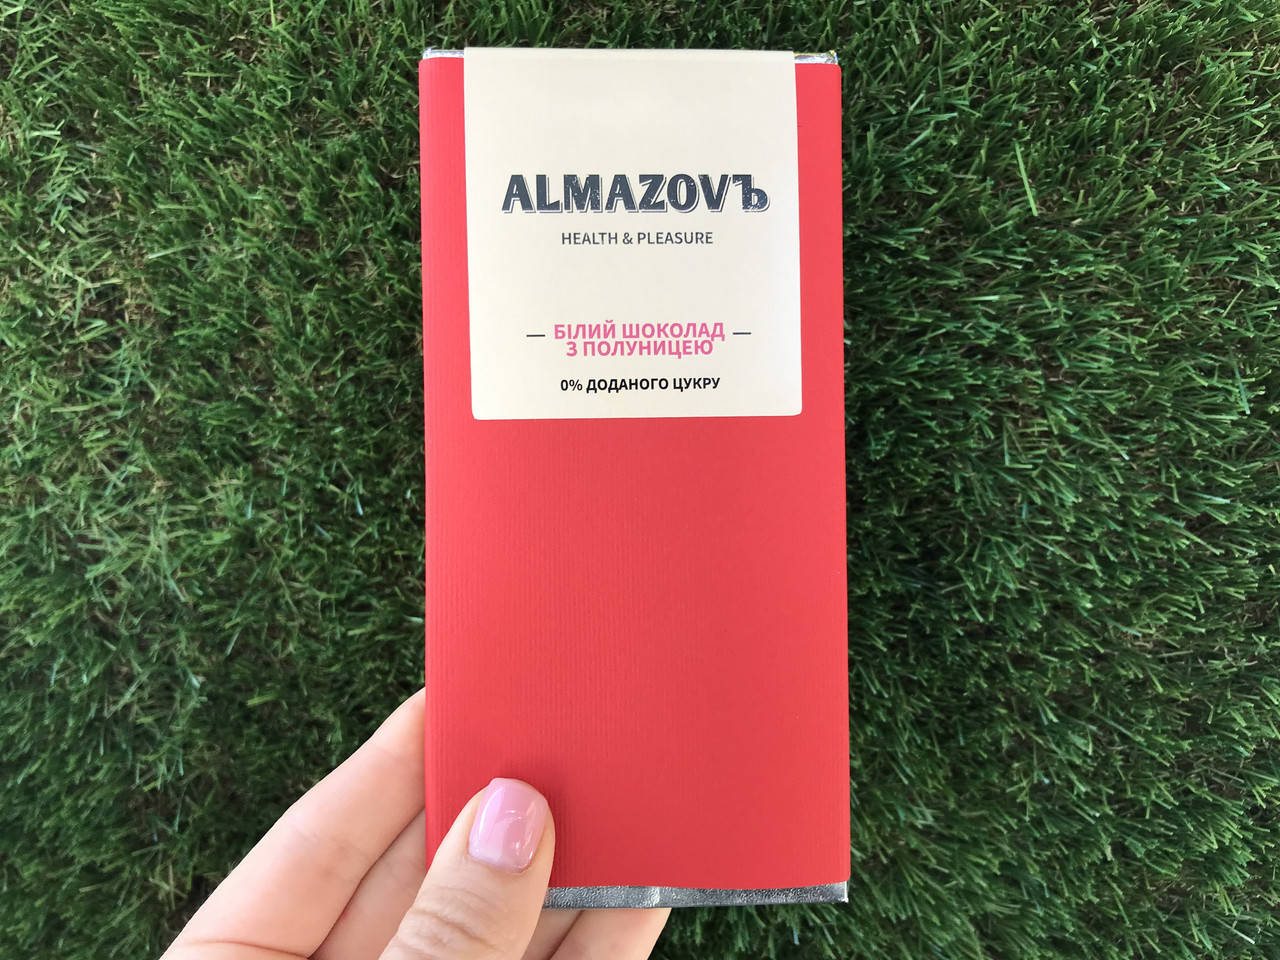 ALMAZOVЪ
HEALTH & PLEASURE
— БІЛИЙ ШОКОЛАД —
З ПОЛУНИЦЕЮ
0% ДОДАНОГО ЦУКРУ